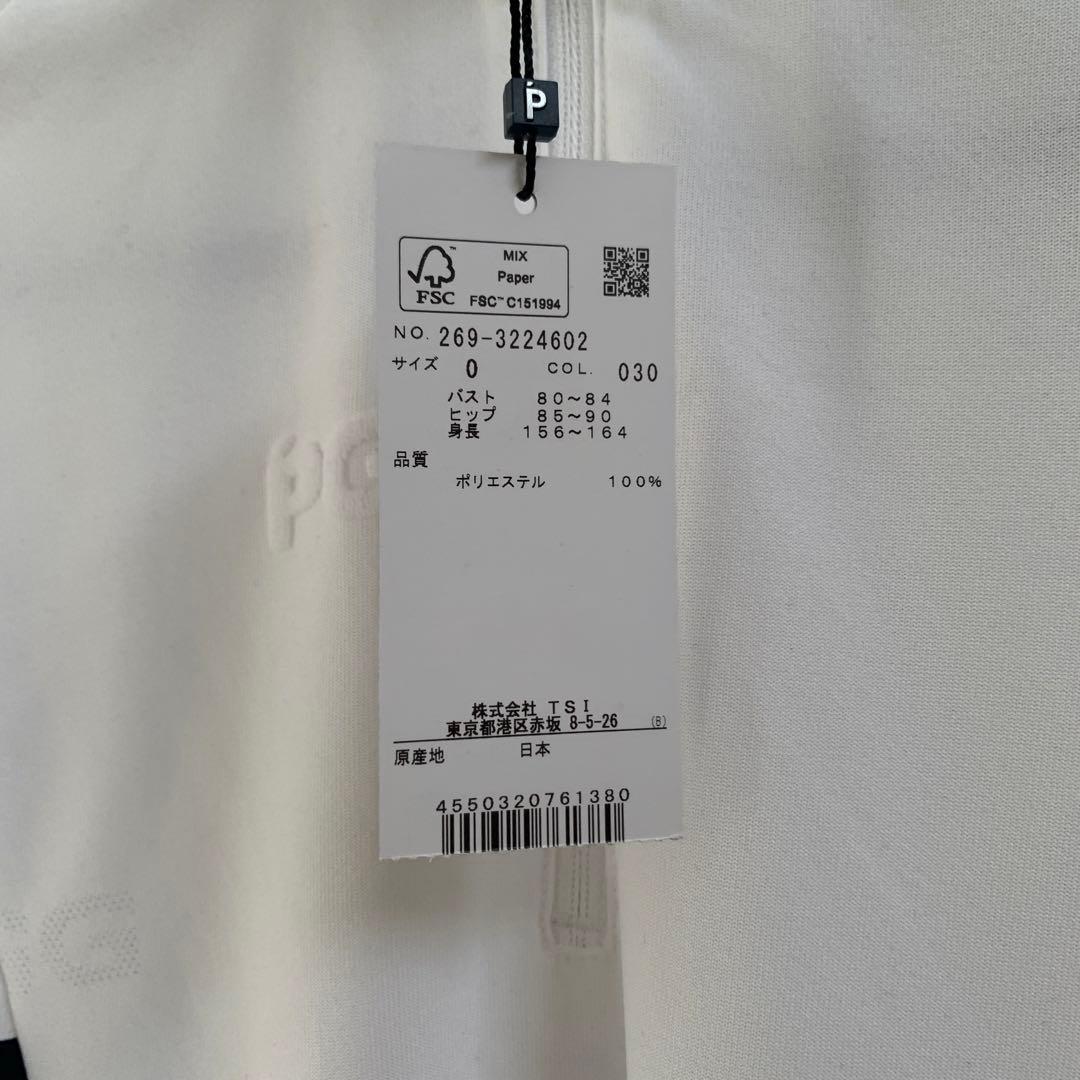 P
MIX
Paper
FSC™ C151994
FSC
NO. 269-3224602
サイズ 0 COL. 030
バスト 80～84
ヒップ 85～90
身長 156～164
品質
ポリエステル 100%
株式会社 TSI
東京都港区赤坂 8-5-26 (B)
原産地 日本
4550320761380